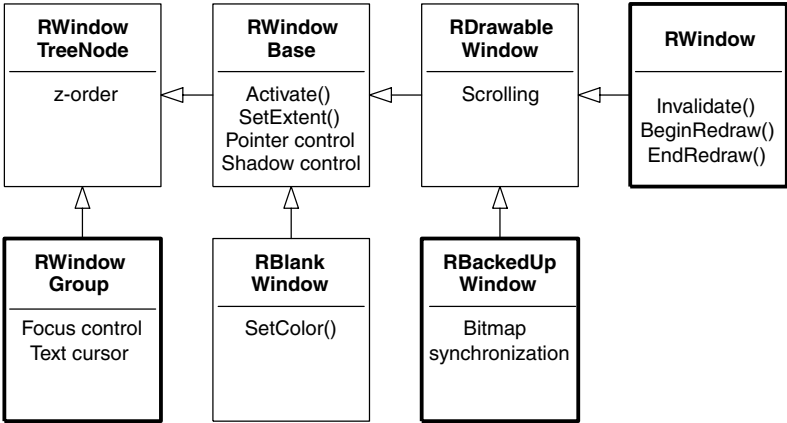 RWindow
TreeNode
z-order
RWindow
Base
Activate()
SetExtent()
Pointer control
Shadow control
RDrawable
Window
Scrolling
RWindow
Invalidate()
BeginRedraw()
EndRedraw()
RWindow
Group
Focus control
Text cursor
RBlank
Window
SetColor()
RBackedUp
Window
Bitmap
synchronization